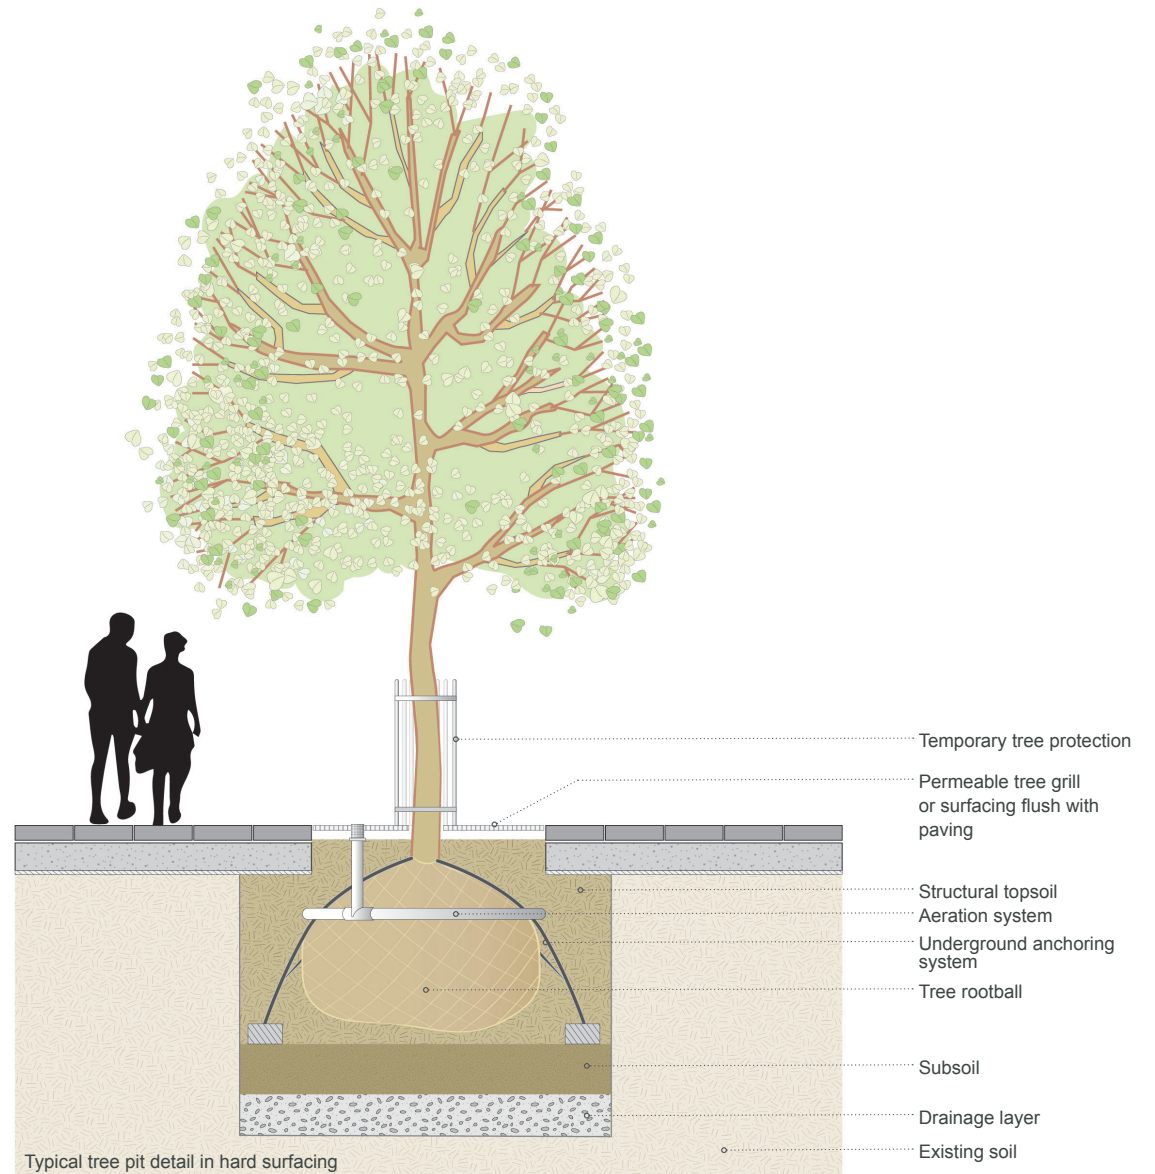 Temporary tree protection
Permeable tree grill
or surfacing flush with
paving
Structural topsoil
Aeration system
Underground anchoring
system
Tree rootball
Subsoil
Drainage layer
Existing soil
Typical tree pit detail in hard surfacing